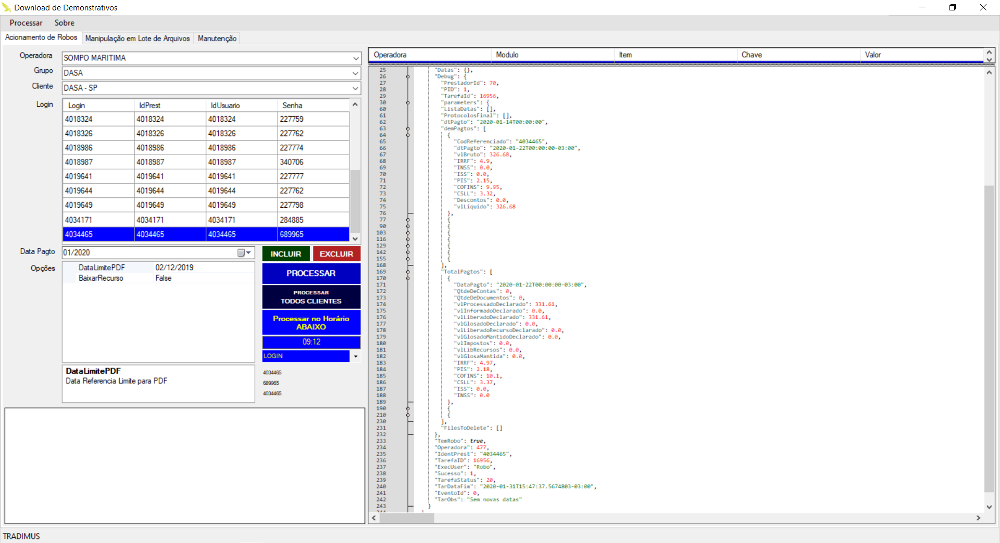 Download de Demonstrativos
Processar Sobre
Acionamento de Robos Manipulação em Lote de Arquivos Manutenção
Operadora SOMPO MARITIMA
Grupo DASA
Cliente DASA - SP
Login
Login IdPrest IdUsuario Senha
4018324 4018324 4018324 227759
4018326 4018326 4018326 227762
4018986 4018986 4018986 227774
4018987 4018987 4018987 340706
4019641 4019641 4019641 227777
4019644 4019644 4019644 227762
4019649 4019649 4019649 227798
4034171 4034171 4034171 284885
4034465 4034465 4034465 689965
Data Pagto 01/2020
INCLUIR EXCLUIR
Opções
DataLimitePDF 02/12/2019
BaixarRecurso False
PROCESSAR
PROCESSAR
TODOS CLIENTES
Processar no Horário
ABAIXO
09:12
LOGIN
DataLimitePDF
Data Referencia Limite para PDF
4034465
689965
4034465
Operadora Modulo Item Chave Valor
25 "Datas": {},
26 "Debug": {
27 "PrestadorId": 70,
28 "PID": 1,
29 "TarefaId": 16956,
30 "parameters": {
60 "ListaDatas": [],
61 "ProtocolosFinal": [],
62 "dtPagto": "2020-01-14T00:00:00",
63 "demPagtos": [
64 {
65 "CodReferenciado": "4034465",
66 "dtPagto": "2020-01-22T00:00:00-03:00",
67 "vlBruto": 326.68,
68 "IRRF": 4.9,
69 "INSS": 0.0,
70 "ISS": 0.0,
71 "PIS": 2.15,
72 "COFINS": 9.95,
73 "CSLL": 3.32,
74 "Descontos": 0.0,
75 "vlLiquido": 326.68
76 },
77 {
90 {
103 {
116 {
129 {
142 {
155 {
168 ],
169 "TotalPagtos": [
170 {
171 "DataPagto": "2020-01-22T00:00:00-03:00",
172 "QtdeDeContas": 0,
173 "QtdeDeDocumentos": 0,
174 "vlProcessadoDeclarado": 331.61,
175 "vlInformadoDeclarado": 0.0,
176 "vlLiberadoDeclarado": 331.61,
177 "vlGlosadoDeclarado": 0.0,
178 "vlLiberadoRecursoDeclarado": 0.0,
179 "vlGlosadoMantidoDeclarado": 0.0,
180 "vlImpostos": 0.0,
181 "vlLibRecursos": 0.0,
182 "vlGlosaMantida": 0.0,
183 "IRRF": 4.97,
184 "PIS": 2.18,
185 "COFINS": 10.1,
186 "CSLL": 3.37,
187 "ISS": 0.0,
188 "INSS": 0.0
189 },
190 {
210 {
230 ],
231 "FilesToDelete": []
232 },
233 "TemRobo": true,
234 "Operadora": 477,
235 "IdentPrest": "4034465",
236 "TarefaID": 16956,
237 "ExecUser": "Robo",
238 "Sucesso": 1,
239 "TarefaStatus": 20,
240 "TarDataFim": "2020-01-31T15:47:37.5674803-03:00",
241 "EventoId": 0,
242 "TarObs": "Sem novas datas"
243 }
TRADIMUS